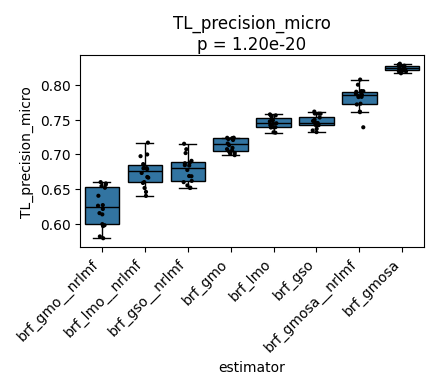 TL_precision_micro
p = 1.20e-20
TL_precision_micro
0.80
0.75
0.70
0.65
0.60
brf_gmo__nrlmf
brf_lmo__nrlmf
brf_gso__nrlmf
brf_gmo
brf_lmo
brf_gso
brf_gmosa__nrlmf
brf_gmosa
estimator